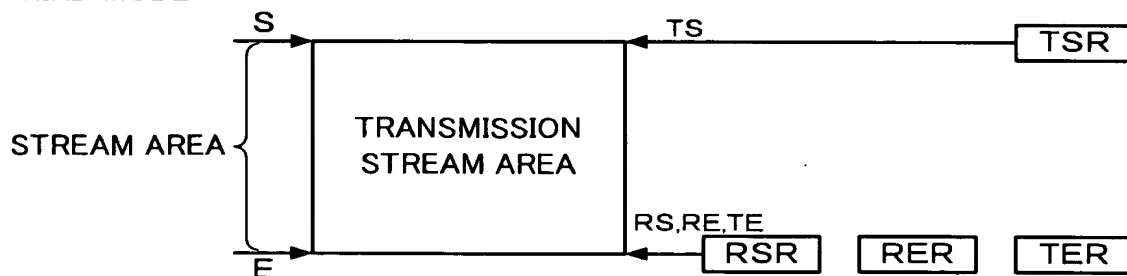 S
TS
TSR
STREAM AREA
TRANSMISSION
STREAM AREA
RS,RE,TE
RSR
RER
TER
E